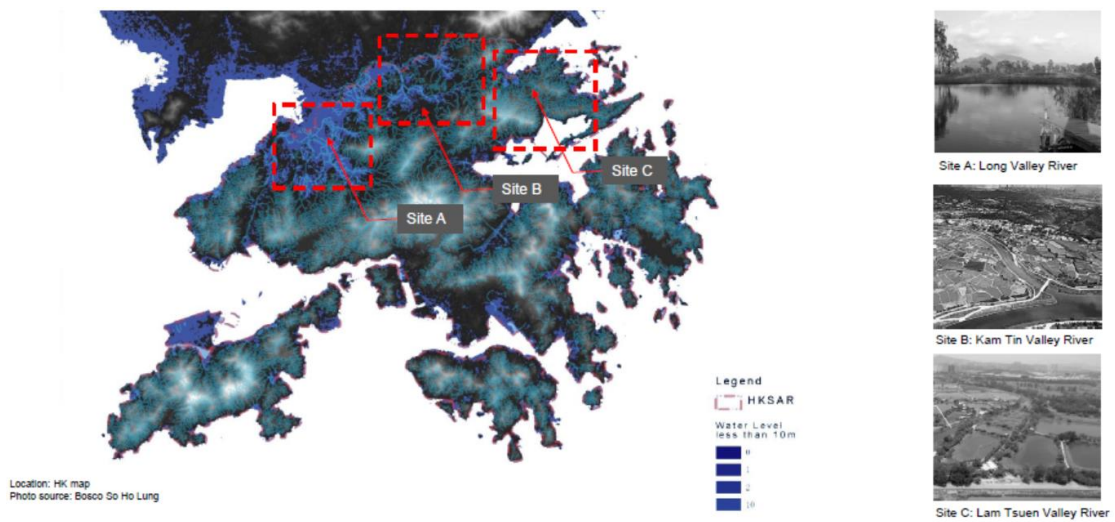 Site A
Site B
Site C
Legend
HKSAR
Water Level
less than 10m
0
1
2
10
Location: HK map
Photo source: Bosco So Ho Lung
Site A: Long Valley River
Site B: Kam Tin Valley River
Site C: Lam Tsuen Valley River